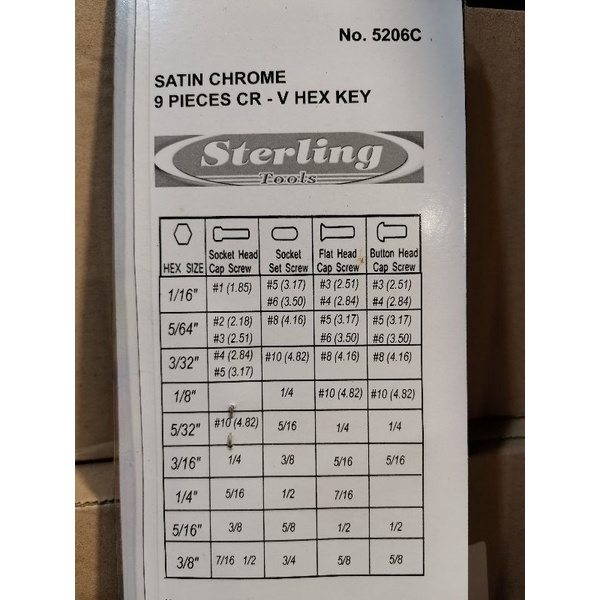 No. 5206C
SATIN CHROME
9 PIECES CR - V HEX KEY
Sterling
Tools
HEX SIZE Socket Head Cap Screw Socket Set Screw Flat Head Cap Screw Button Head Cap Screw
1/16" #1 (1.85) #5 (3.17) #6 (3.50) #3 (2.51) #4 (2.84) #3 (2.51) #4 (2.84)
5/64" #2 (2.18) #3 (2.51) #8 (4.16) #5 (3.17) #6 (3.50) #5 (3.17) #6 (3.50)
3/32" #4 (2.84) #5 (3.17) #10 (4.82) #8 (4.16) #8 (4.16)
1/8" 1/4 #10 (4.82) #10 (4.82)
5/32" #10 (4.82) 5/16 1/4 1/4
3/16" 1/4 3/8 5/16 5/16
1/4" 5/16 1/2 7/16
5/16" 3/8 5/8 1/2 1/2
3/8" 7/16 1/2 3/4 5/8 5/8